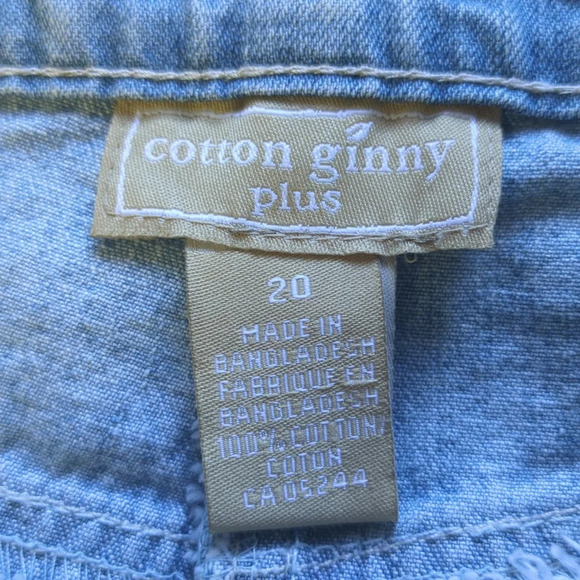 cotton ginny
plus
20
MADE IN
BANGLADESH
FABRIQUE EN
BANGLADESH
100% COTTON/
COTON
CA 05244